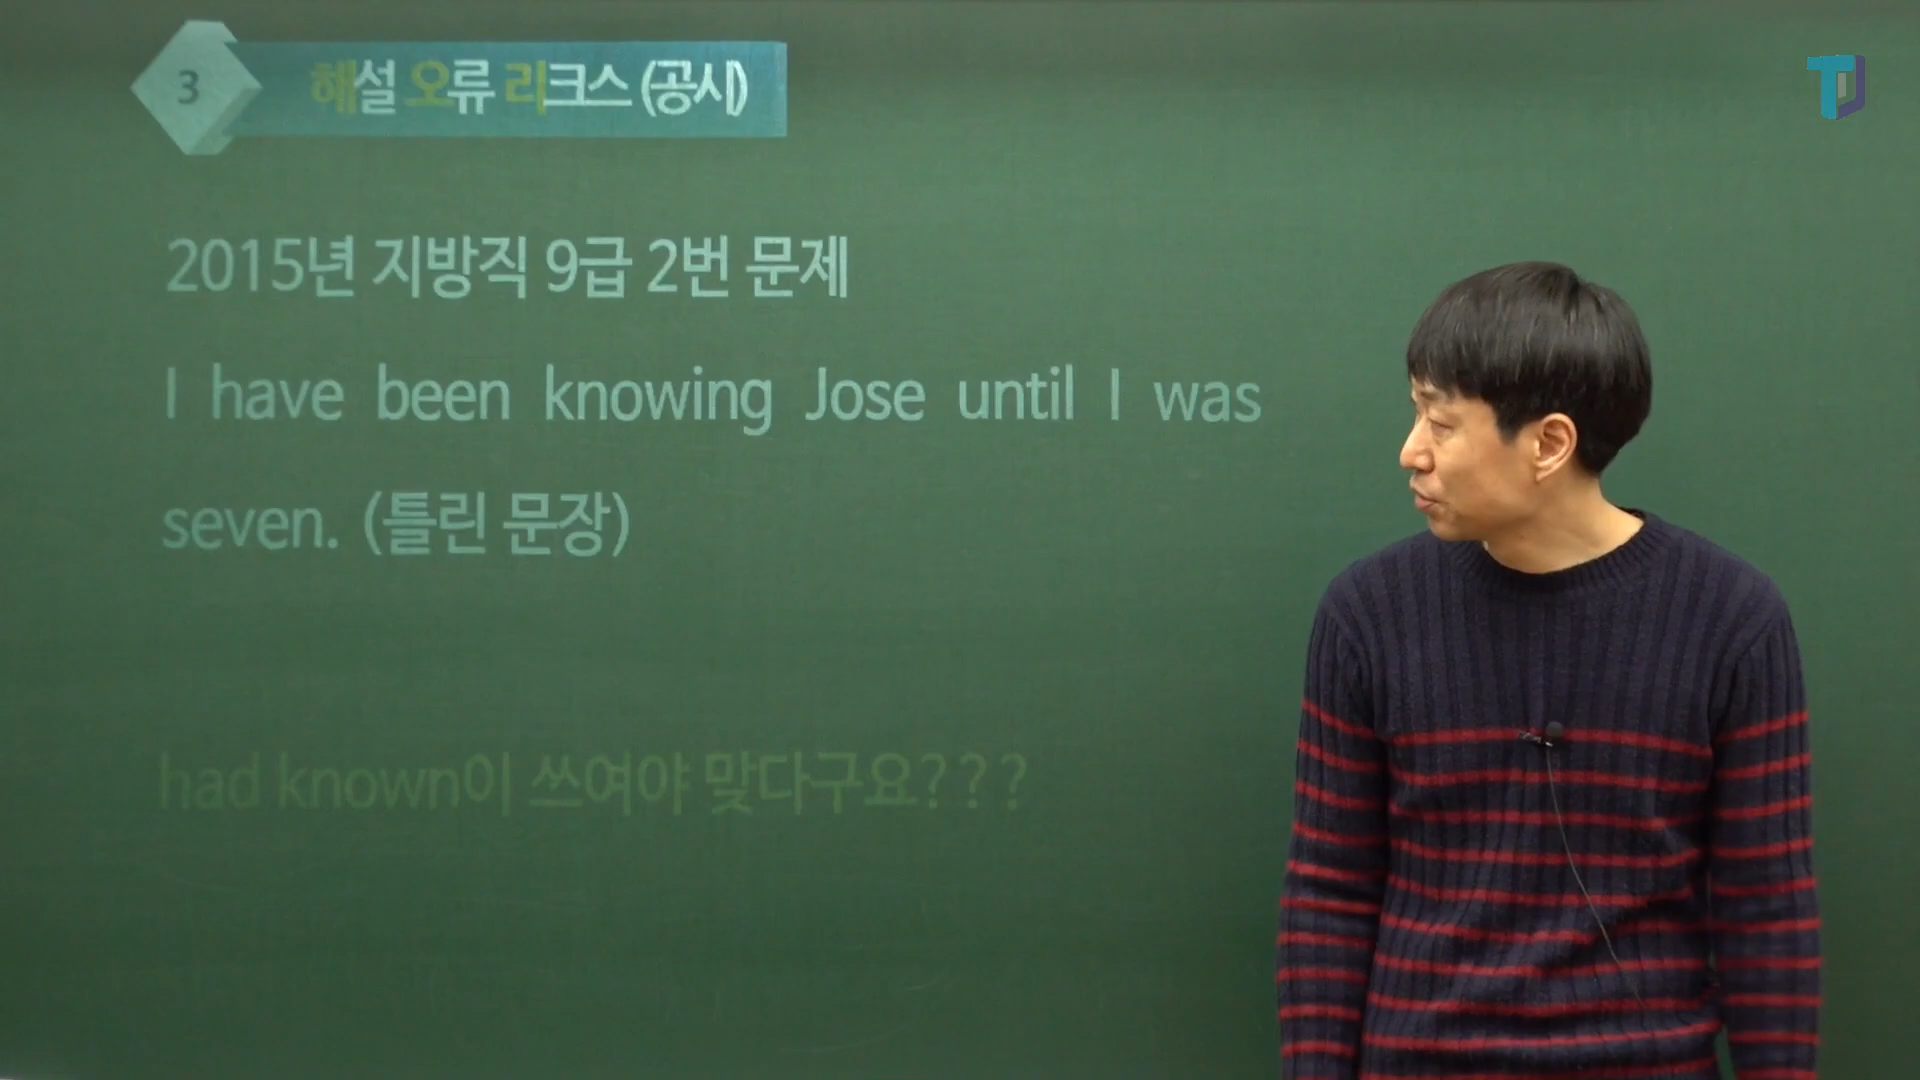 3
해설 오류 리크스 (공시)
TJ
2015년 지방직 9급 2번 문제
I have been knowing Jose until I was
seven. (틀린 문장)
had known이 쓰여야 맞다구요???